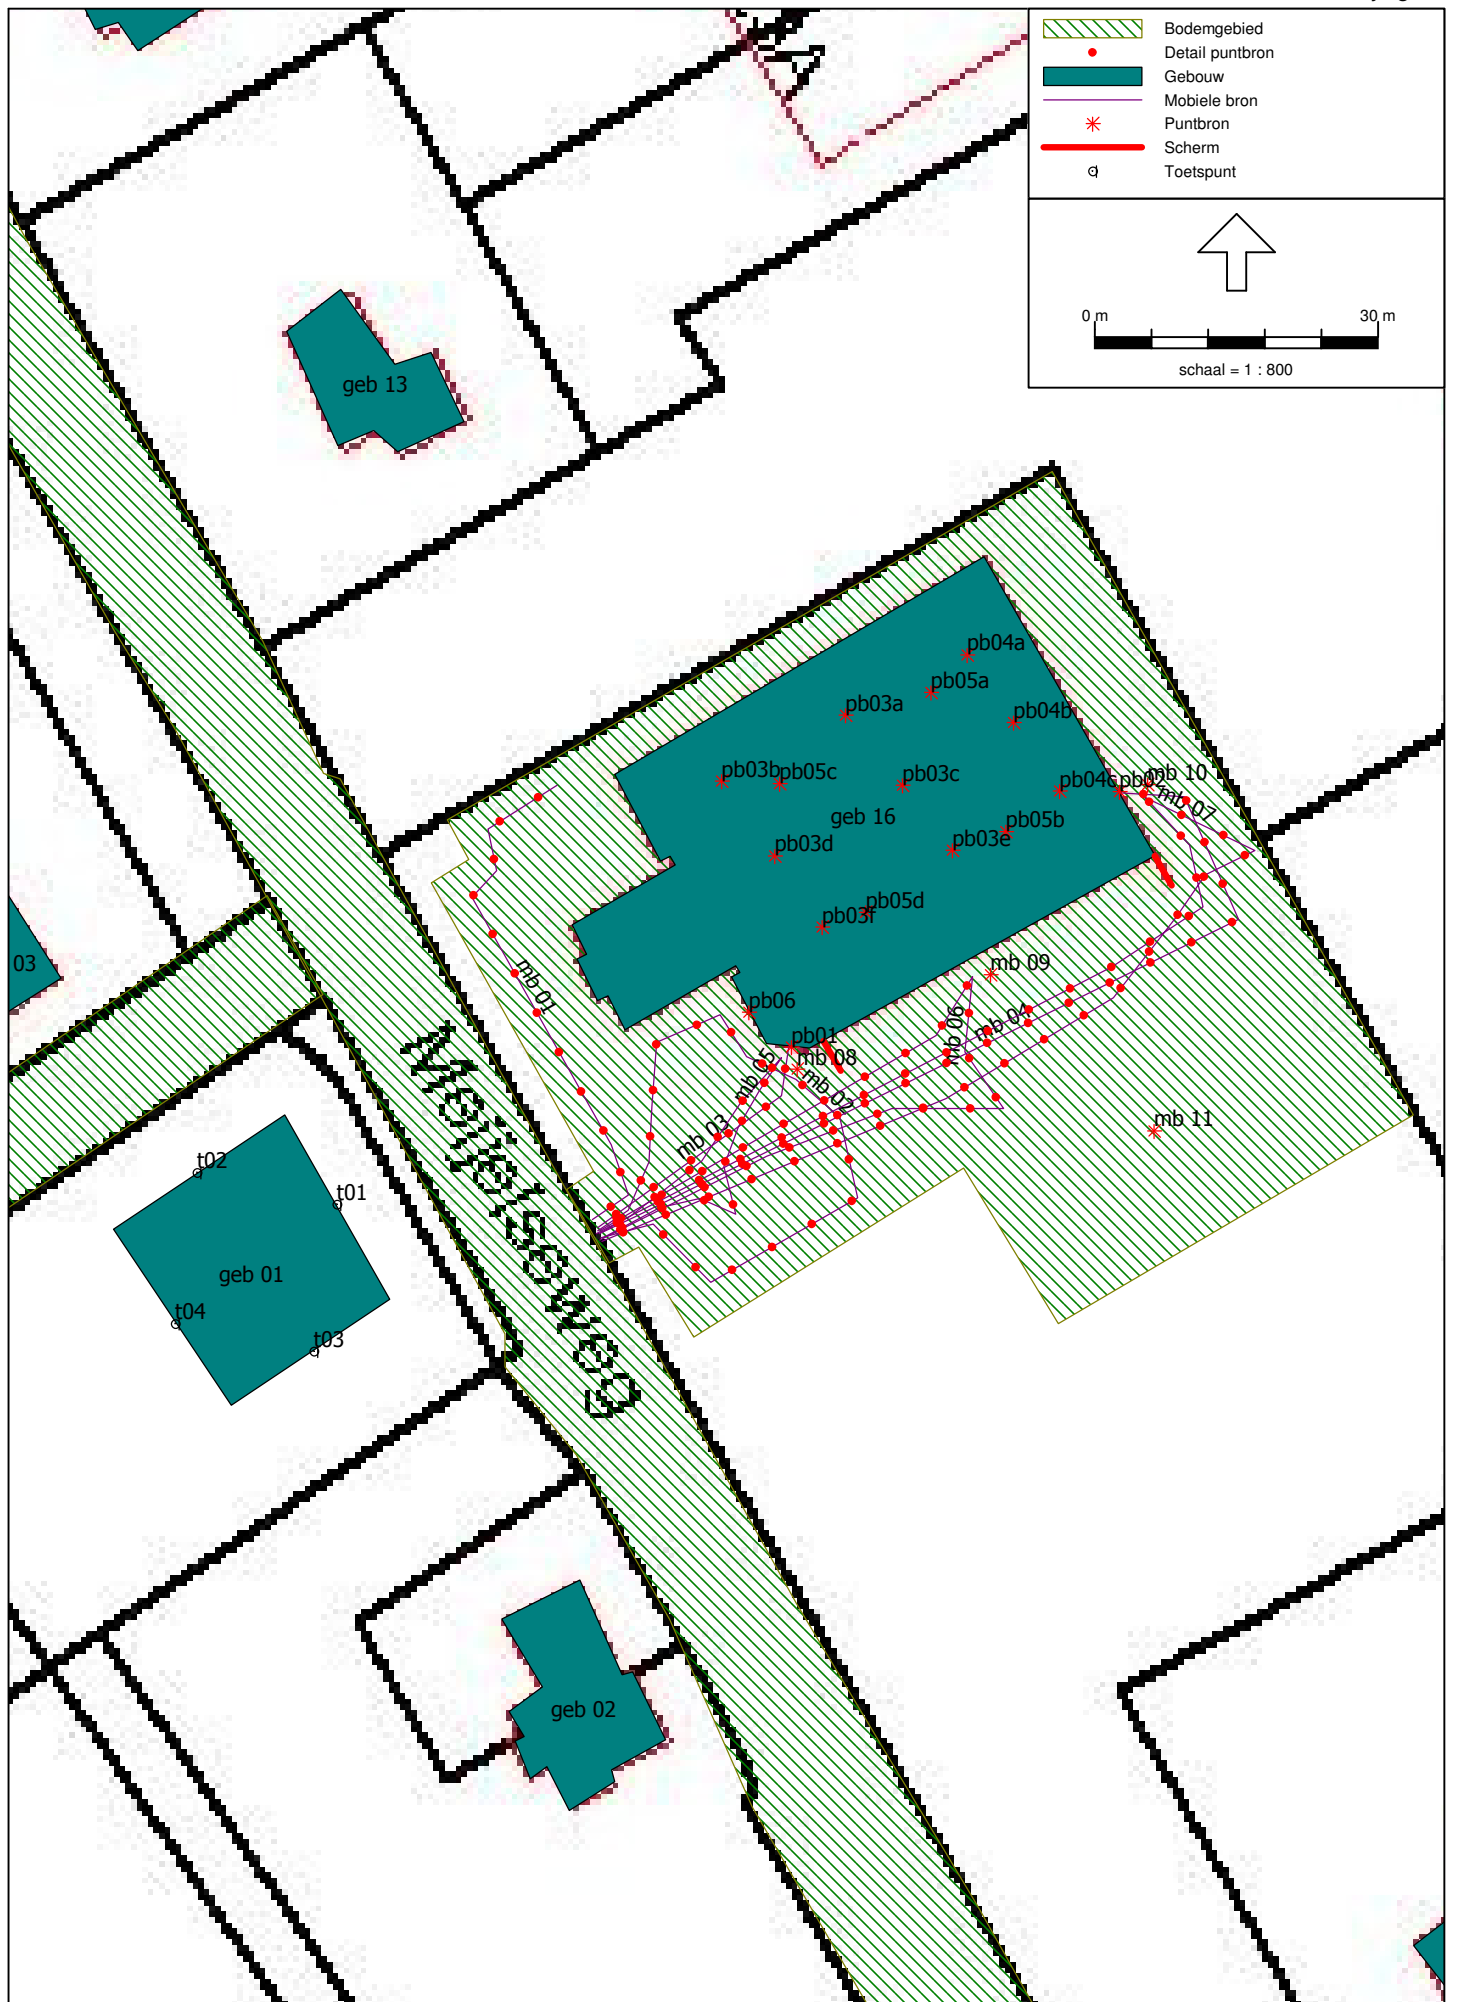 Bodemgebied
Detail puntbron
Gebouw
Mobiele bron
Puntbron
Scherm
Toetspunt
0 m 30 m
schaal = 1 : 800
geb 13
pb04a
pb05a
pb03a
pb04b
pb03b
pb05c
pb03c
pb04c
mb 10
mb 07
geb 16
pb05b
pb03d
pb03e
pb05d
pb03f
03
mb 09
mb 01
pb06
mb 04
mb 06
pb01
mb 08
mb 05
mb 02
mb 03
mb 11
Meijelseweg
t02
t01
geb 01
t04
t03
geb 02